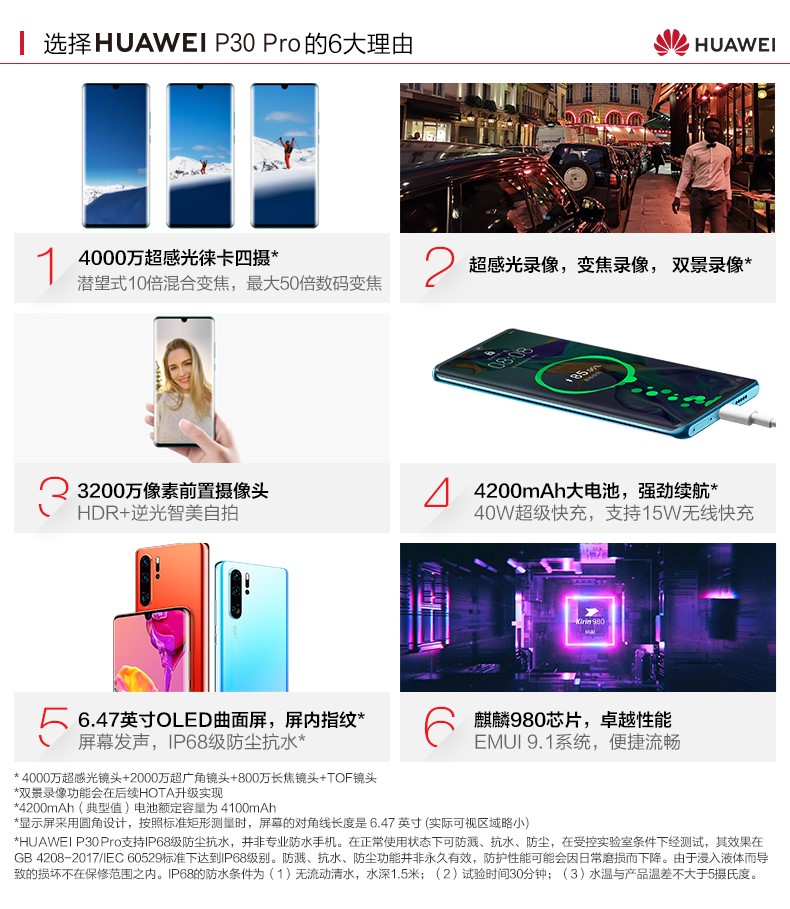 选择HUAWEI P30 Pro的6大理由
HUAWEI
1
4000万超感光徕卡四摄*
潜望式10倍混合变焦，最大50倍数码变焦
2
超感光录像，变焦录像， 双景录像*
3
3200万像素前置摄像头
HDR+逆光智美自拍
08:08
85
4
4200mAh大电池，强劲续航*
40W超级快充，支持15W无线快充
5
6.47英寸OLED曲面屏，屏内指纹*
屏幕发声，IP68级防尘抗水*
Kirin 980
6
麒麟980芯片，卓越性能
EMUI 9.1系统，便捷流畅
* 4000万超感光镜头+2000万超广角镜头+800万长焦镜头+TOF镜头
*双景录像功能会在后续HOTA升级实现
*4200mAh（典型值）电池额定容量为 4100mAh
*显示屏采用圆角设计，按照标准矩形测量时，屏幕的对角线长度是 6.47 英寸 (实际可视区域略小)
*HUAWEI P30 Pro支持IP68级防尘抗水，并非专业防水手机。在正常使用状态下可防溅、抗水、防尘，在受控实验室条件下经测试，其效果在
GB 4208-2017/IEC 60529标准下达到IP68级别。防溅、抗水、防尘功能并非永久有效，防护性能可能会因日常磨损而下降。由于浸入液体而导
致的损坏不在保修范围之内。IP68的防水条件为（1）无流动清水，水深1.5米；（2）试验时间30分钟；（3）水温与产品温差不大于5摄氏度。